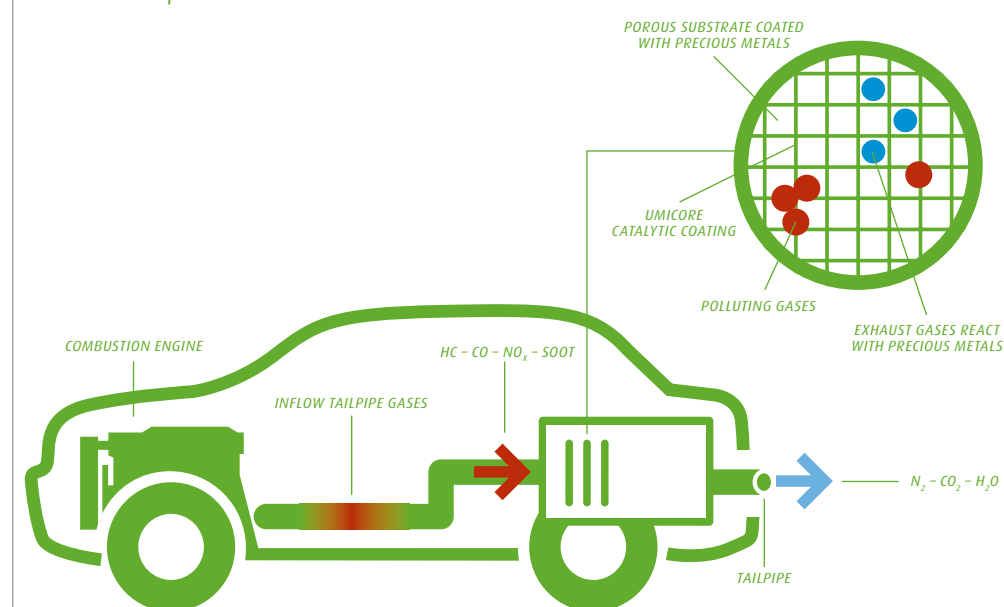 POROUS SUBSTRATE COATED
WITH PRECIOUS METALS
UMICORE
CATALYTIC COATING
POLLUTING GASES
EXHAUST GASES REACT
WITH PRECIOUS METALS
COMBUSTION ENGINE
HC – CO – NOₓ – SOOT
INFLOW TAILPIPE GASES
N₂ – CO₂ – H₂O
TAILPIPE